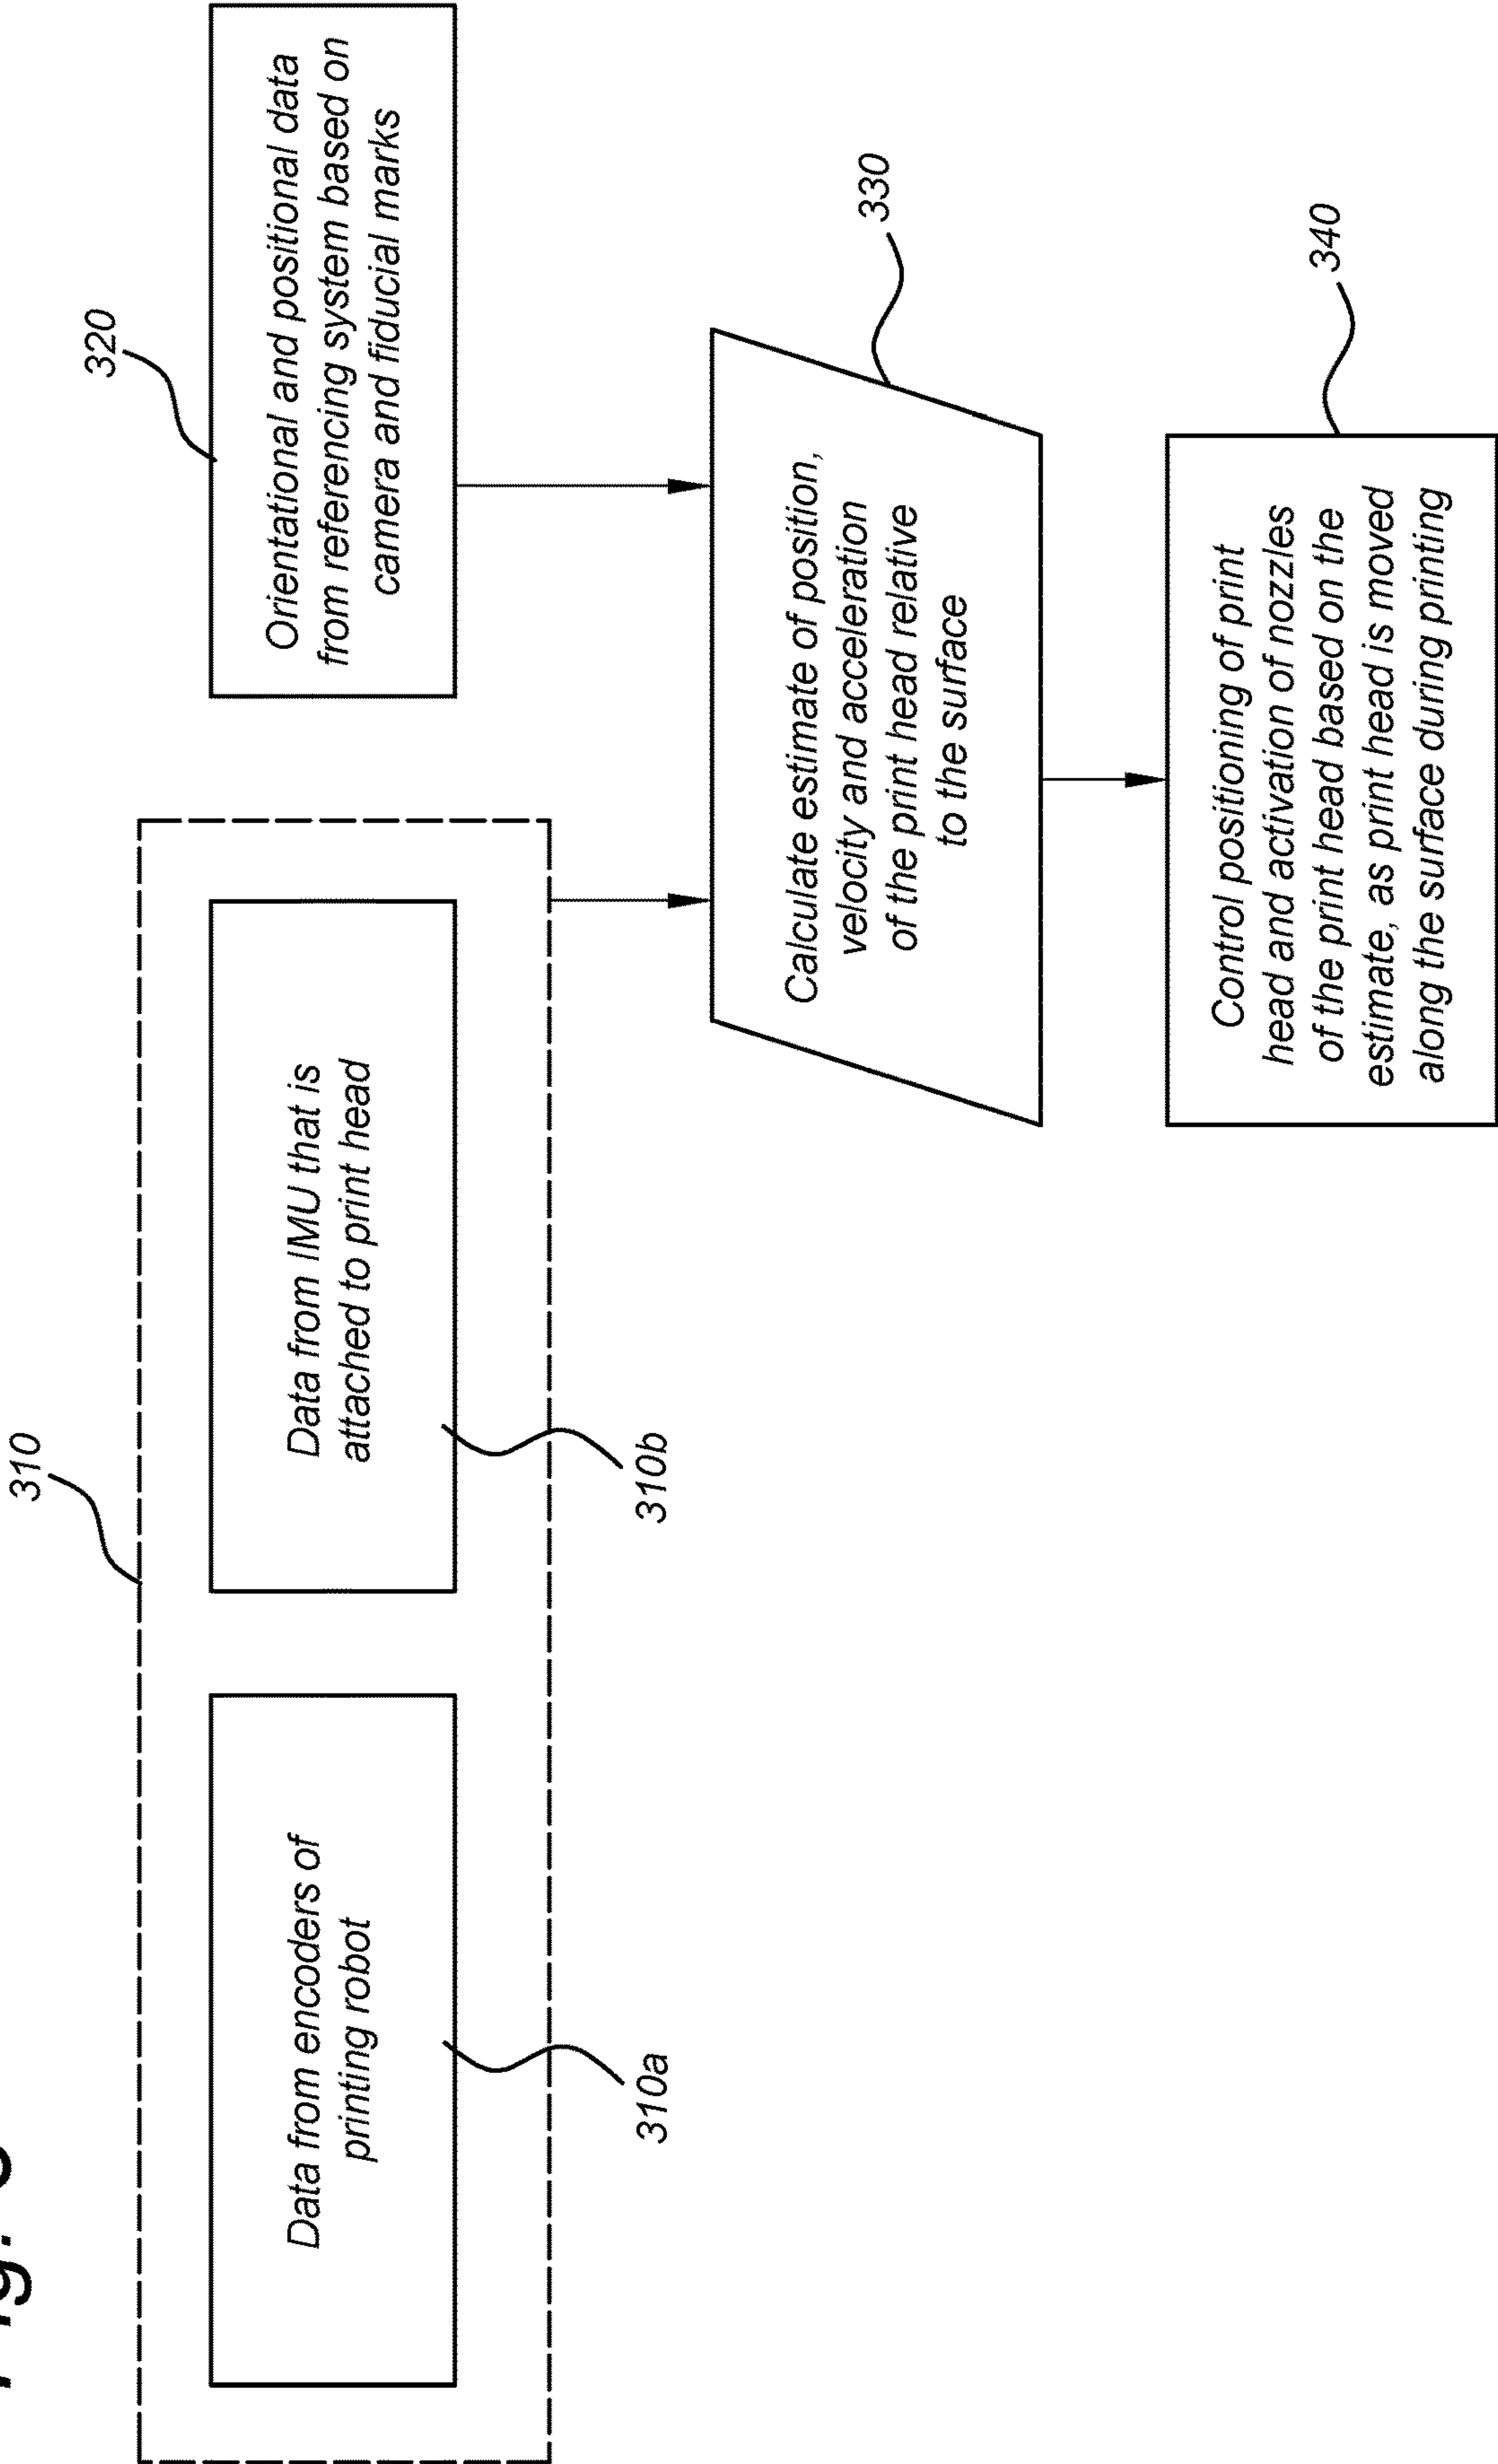 Fig.
310
320
Data from encoders of
printing robot
Data from IMU that is
attached to print head
Orientational and positional data
from referencing system based on
camera and fiducial marks
310a
310b
Calculate estimate of position,
velocity and acceleration
of the print head relative
to the surface
330
Control positioning of print
head and activation of nozzles
of the print head based on the
estimate, as print head is moved
along the surface during printing
340